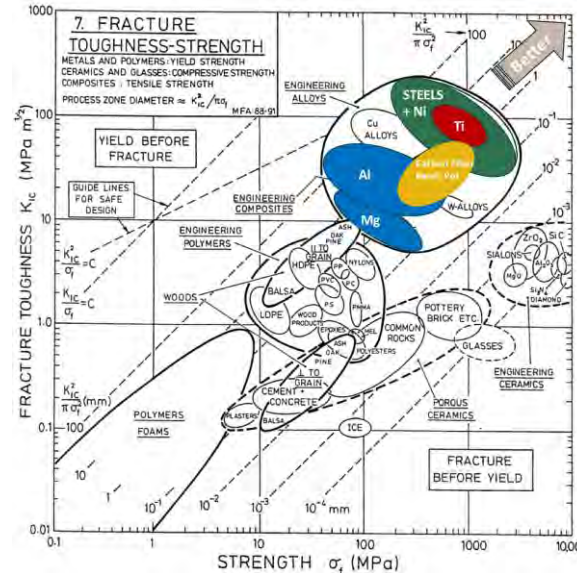 7. FRACTURE
TOUGHNESS-STRENGTH
METALS AND POLYMERS: YIELD STRENGTH
CERAMICS AND GLASSES: COMPRESSIVE STRENGTH
COMPOSITES : TENSILE STRENGTH
PROCESS ZONE DIAMETER ≈ K²IC/πσ²f
MFA:88-91
K²IC/πσ²f → 100
10
1
10⁻¹
10⁻²
10⁻³
Better
1000
100
10
1.0
0.1
0.01
FRACTURE TOUGHNESS KIC (MPa m1/2)
YIELD BEFORE
FRACTURE
GUIDE LINES
FOR SAFE
DESIGN
K²IC/σf = C
KIC/σf = C
K²IC/πσ²f (mm)
100
10
1
10⁻¹
10⁻²
10⁻³
10⁻⁴ mm
ENGINEERING
ALLOYS
STEELS
+ Ni
Ti
Cu
ALLOYS
Al
Carbon Fiber
Mg
W-ALLOYS
ENGINEERING
COMPOSITES
ENGINEERING
POLYMERS
ASH
OAK
PINE
|| TO
GRAIN
HDPE
PP
NYLONS
PVC
PC
BALSA
PS
PMMA
WOODS
LDPE
WOOD
PRODUCTS
EPOXIES
POLYESTERS
ASH
OAK
PINE
⊥ TO
GRAIN
CEMENT +
CONCRETE
PLASTERS
BALSA
ICE
COMMON
ROCKS
POTTERY
BRICK ETC.
GLASSES
POROUS
CERAMICS
SIALONS
ZrO₂
SiC
MgO
Al₂O₃
Si₃N₄
DIAMOND
ENGINEERING
CERAMICS
POLYMERS
FOAMS
FRACTURE
BEFORE YIELD
0.1
1
10
100
1000
10,000
STRENGTH σf (MPa)